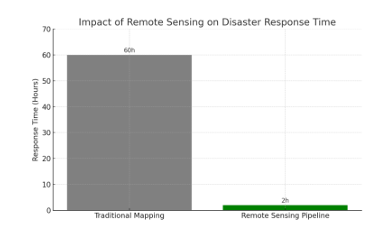 Impact of Remote Sensing on Disaster Response Time
70
60
50
40
30
20
10
0
Response Time (Hours)
60h
2h
Traditional Mapping
Remote Sensing Pipeline